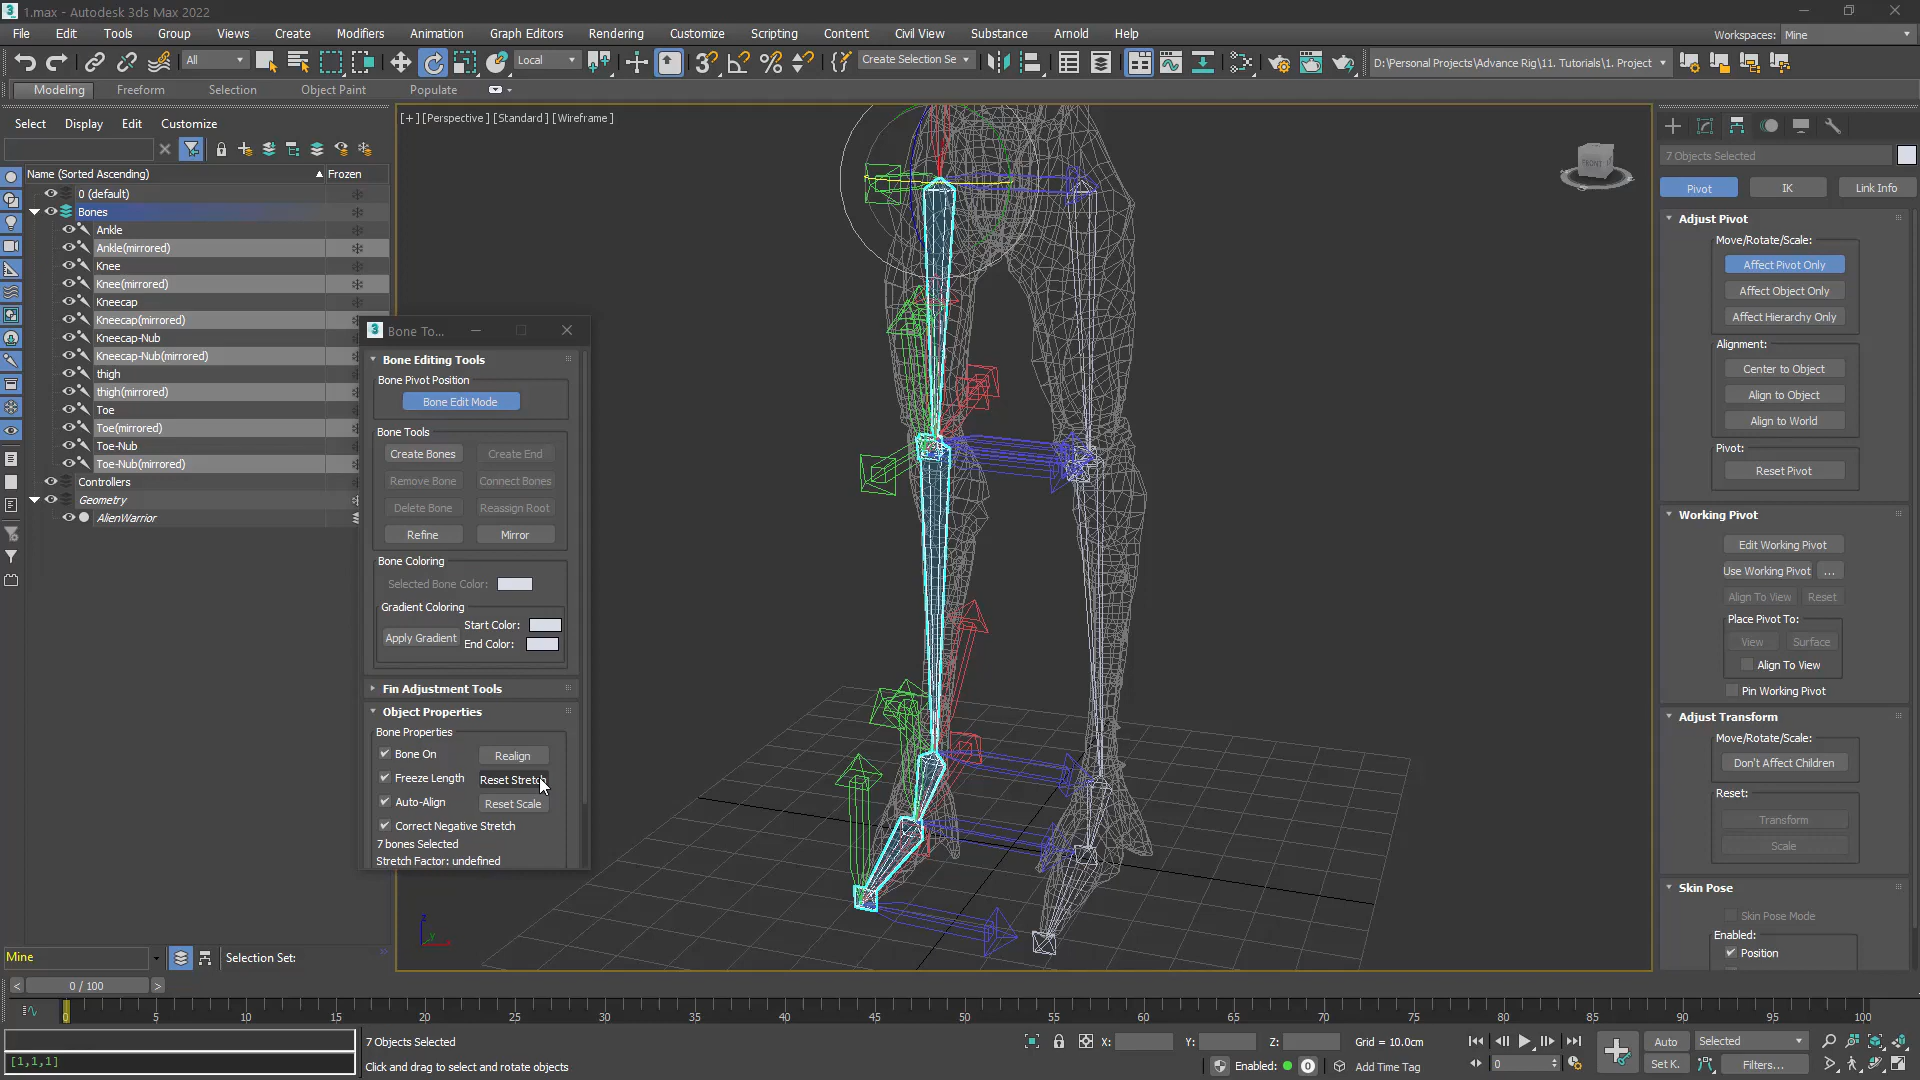 1.max - Autodesk 3ds Max 2022
File Edit Tools Group Views Create Modifiers Animation Graph Editors Rendering Customize Scripting Content Civil View Substance Arnold Help
Workspaces: Mine
All Local Create Selection Se D:\Personal Projects\Advance Rig\11. Tutorials\1. Project
Modeling Freeform Selection Object Paint Populate
Select Display Edit Customize
[+] [Perspective] [Standard] [Wireframe]
Name (Sorted Ascending) Frozen
0 (default)
Bones
Ankle
Ankle(mirrored)
Knee
Knee(mirrored)
Kneecap
Kneecap(mirrored)
Kneecap-Nub
Kneecap-Nub(mirrored)
thigh
thigh(mirrored)
Toe
Toe(mirrored)
Toe-Nub
Toe-Nub(mirrored)
Controllers
Geometry
AlienWarrior
Bone To...
Bone Editing Tools
Bone Pivot Position
Bone Edit Mode
Bone Tools
Create Bones Create End
Remove Bone Connect Bones
Delete Bone Reassign Root
Refine Mirror
Bone Coloring
Selected Bone Color:
Gradient Coloring
Start Color:
Apply Gradient
End Color:
Fin Adjustment Tools
Object Properties
Bone Properties
Bone On Realign
Freeze Length Reset Stretch
Auto-Align Reset Scale
Correct Negative Stretch
7 bones Selected
Stretch Factor: undefined
FRONT
7 Objects Selected
Pivot IK Link Info
Adjust Pivot
Move/Rotate/Scale:
Affect Pivot Only
Affect Object Only
Affect Hierarchy Only
Alignment:
Center to Object
Align to Object
Align to World
Pivot:
Reset Pivot
Working Pivot
Edit Working Pivot
Use Working Pivot ...
Align To View Reset
Place Pivot To:
View Surface
Align To View
Pin Working Pivot
Adjust Transform
Move/Rotate/Scale:
Don't Affect Children
Reset:
Transform
Scale
Skin Pose
Skin Pose Mode
Enabled:
Position
Mine Selection Set:
z
y
< 0 / 100 >
0 5 10 15 20 25 30 35 40 45 50 55 60 65 70 75 80 85 90 95 100
7 Objects Selected X: Y: Z: Grid = 10.0cm Auto Selected
[1,1,1] Click and drag to select and rotate objects Enabled: 0 Add Time Tag 0 Set K. Filters...